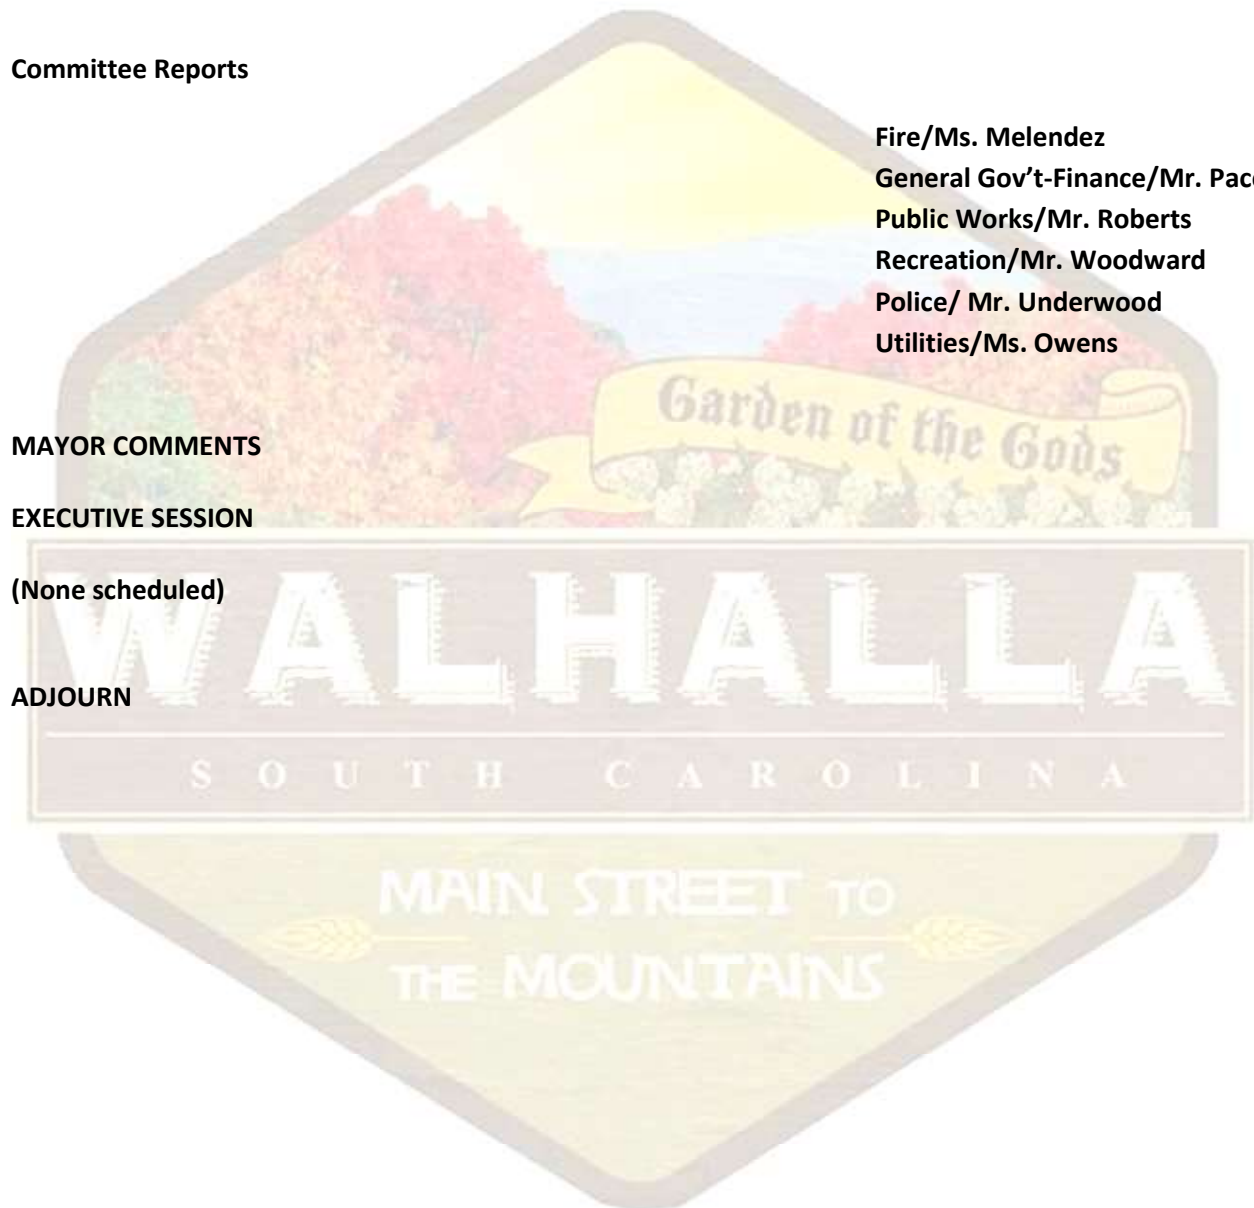 Committee Reports
Fire/Ms. Melendez
General Gov't-Finance/Mr. Pace
Public Works/Mr. Roberts
Recreation/Mr. Woodward
Police/ Mr. Underwood
Utilities/Ms. Owens
Garden of the Gods
MAYOR COMMENTS
EXECUTIVE SESSION
(None scheduled)
WALHALLA
ADJOURN
SOUTH CAROLINA
MAIN STREET TO
THE MOUNTAINS